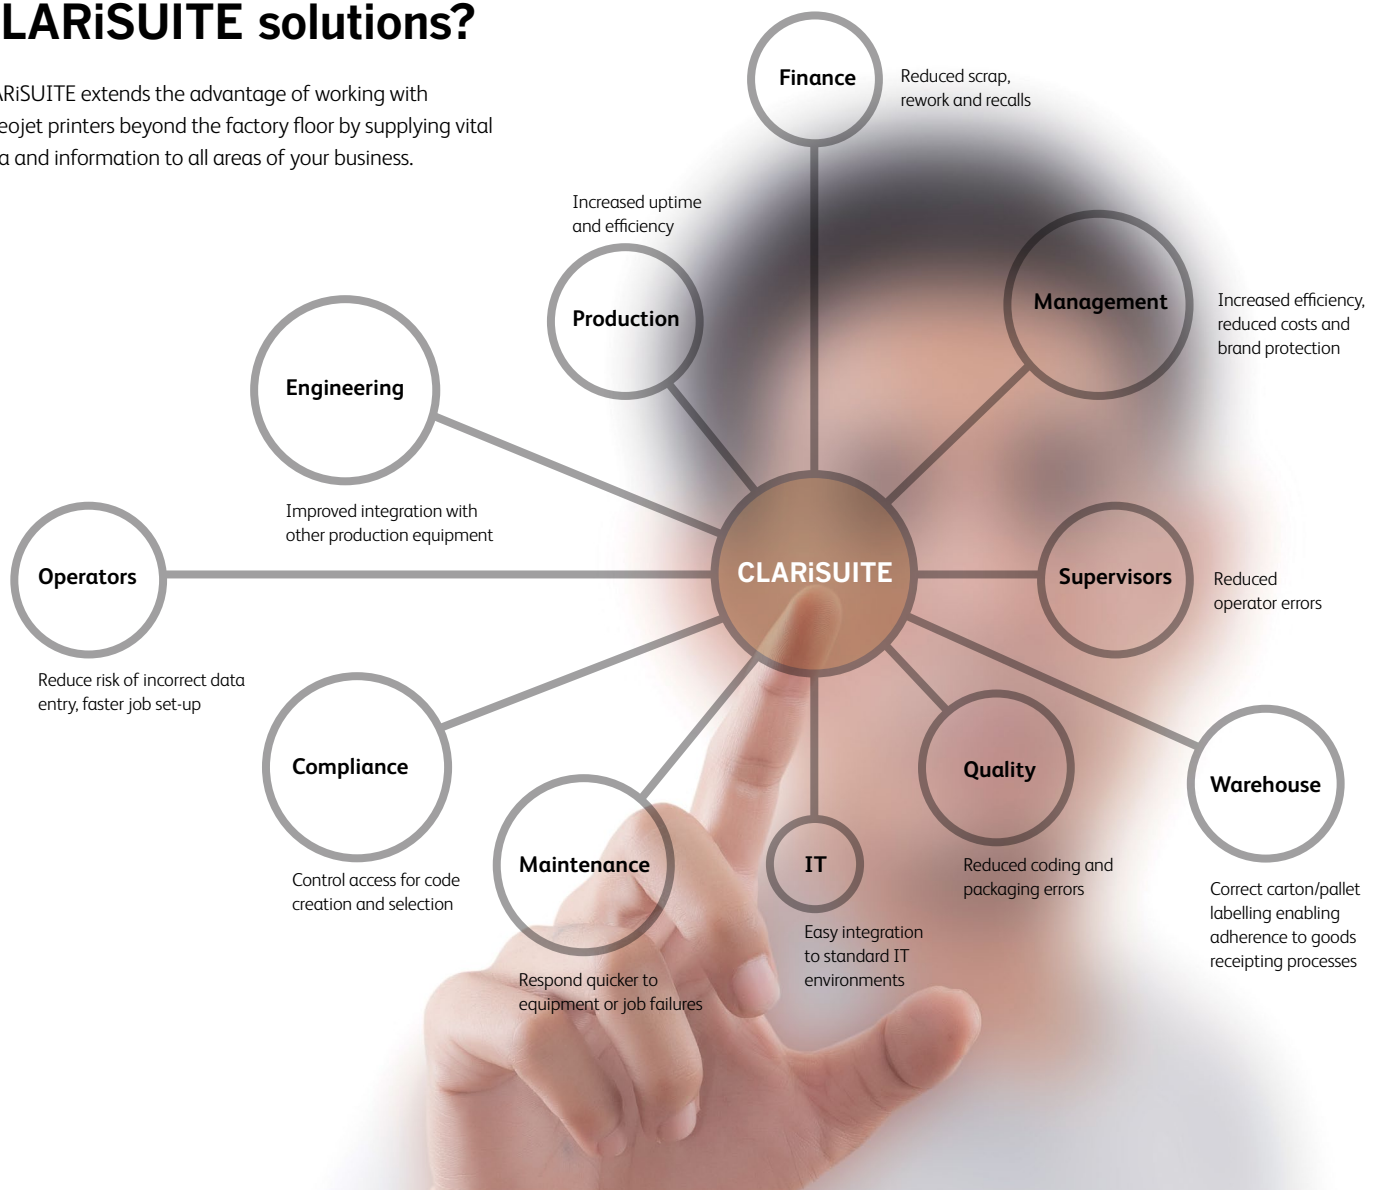 LARiSUITE solutions?
ARiSUITE extends the advantage of working with
eojet printers beyond the factory floor by supplying vital
a and information to all areas of your business.
Finance
Reduced scrap,
rework and recalls
Increased uptime
and efficiency
Production
Management
Increased efficiency,
reduced costs and
brand protection
Engineering
Improved integration with
other production equipment
Operators
Reduce risk of incorrect data
entry, faster job set-up
CLARiSUITE
Supervisors
Reduced
operator errors
Compliance
Control access for code
creation and selection
Maintenance
Respond quicker to
equipment or job failures
IT
Easy integration
to standard IT
environments
Quality
Reduced coding and
packaging errors
Warehouse
Correct carton/pallet
labelling enabling
adherence to goods
receipting processes